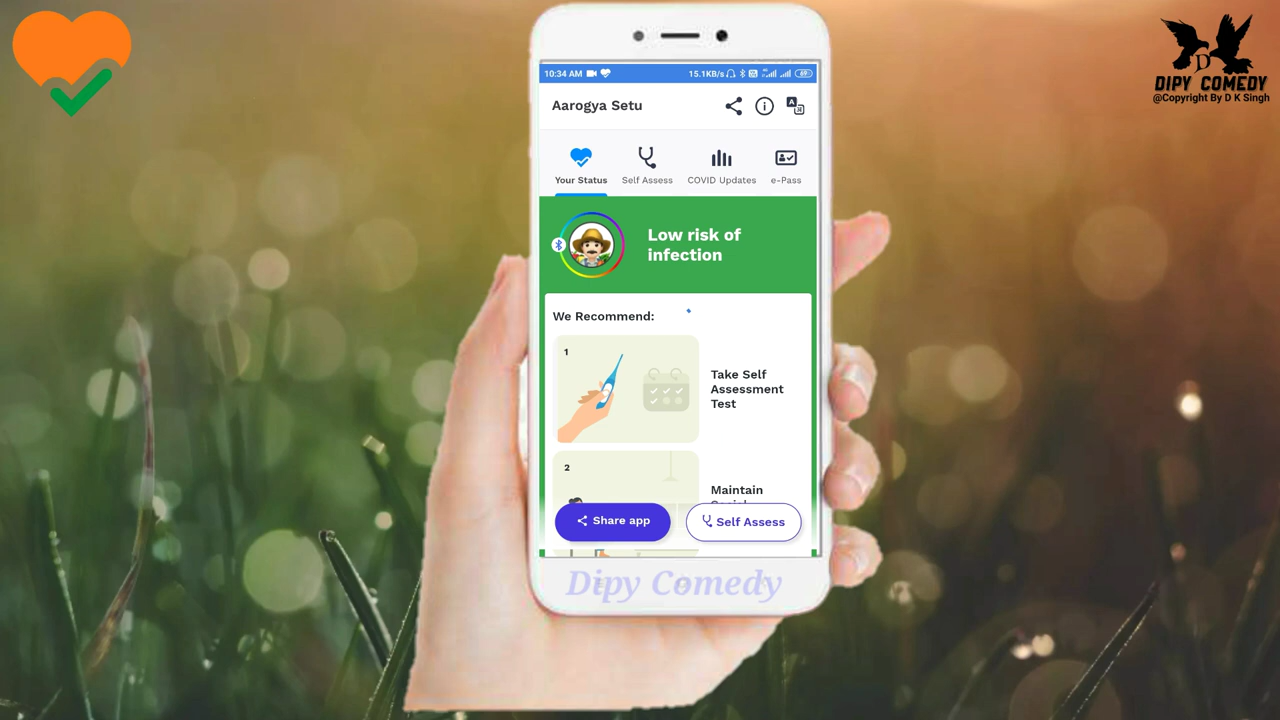 DIPY COMEDY
@Copyright By D K Singh
10:34 AM
15.1KB/s
69
Aarogya Setu
Your Status
Self Assess
COVID Updates
e-Pass
Low risk of
infection
We Recommend:
1
Take Self
Assessment
Test
2
Maintain
Share app
Self Assess
Dipy Comedy